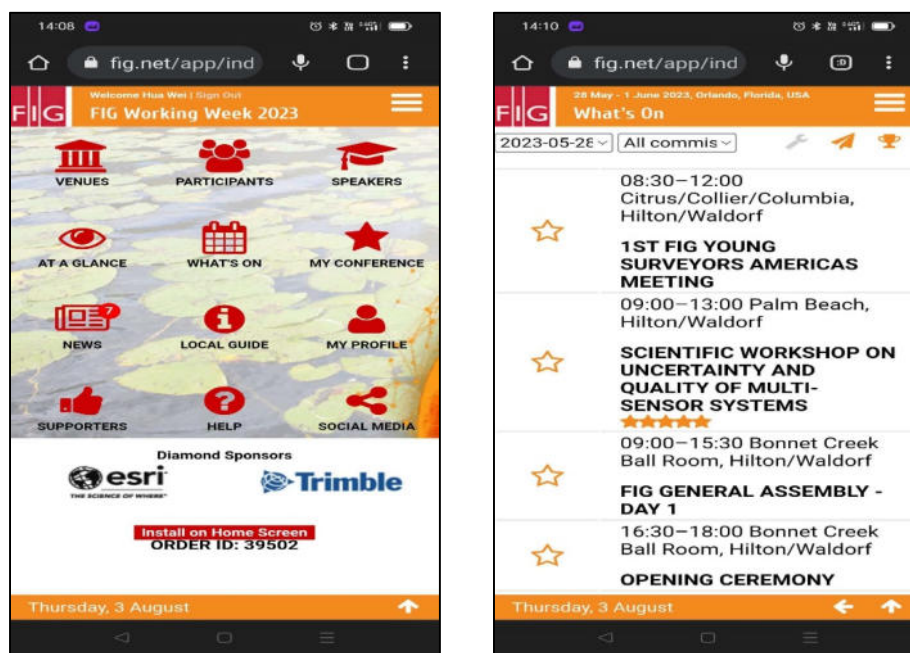 14:08
fig.net/app/ind
FIG
Welcome Hua Wei | Sign Out
FIG Working Week 2023
VENUES
PARTICIPANTS
SPEAKERS
AT A GLANCE
WHAT'S ON
MY CONFERENCE
7
NEWS
LOCAL GUIDE
MY PROFILE
SUPPORTERS
HELP
SOCIAL MEDIA
Diamond Sponsors
esri
THE SCIENCE OF WHERE
Trimble
Install on Home Screen
ORDER ID: 39502
Thursday, 3 August
14:10
fig.net/app/ind
:D
FIG
28 May - 1 June 2023, Orlando, Florida, USA
What's On
2023-05-28
All commis
08:30–12:00
Citrus/Collier/Columbia,
Hilton/Waldorf
1ST FIG YOUNG
SURVEYORS AMERICAS
MEETING
09:00–13:00 Palm Beach,
Hilton/Waldorf
SCIENTIFIC WORKSHOP ON
UNCERTAINTY AND
QUALITY OF MULTI-
SENSOR SYSTEMS
09:00–15:30 Bonnet Creek
Ball Room, Hilton/Waldorf
FIG GENERAL ASSEMBLY -
DAY 1
16:30–18:00 Bonnet Creek
Ball Room, Hilton/Waldorf
OPENING CEREMONY
Thursday, 3 August